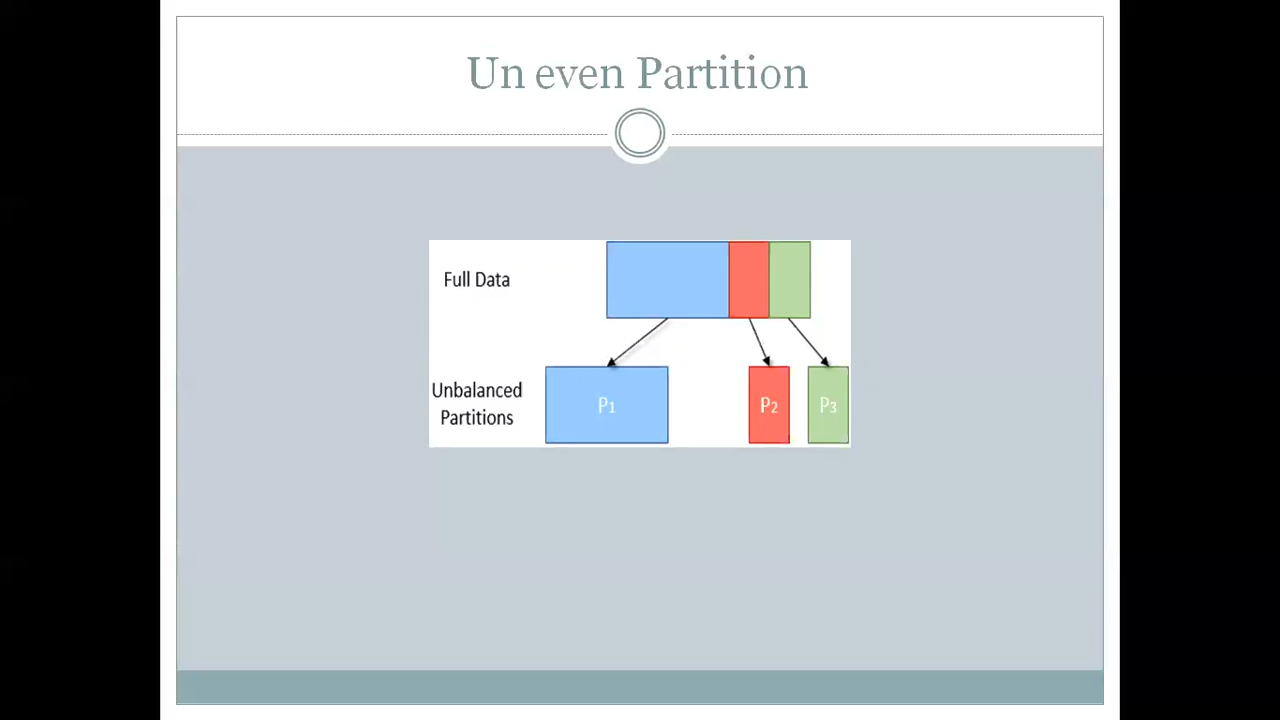 Un even Partition
Full Data
Unbalanced
Partitions
P1
P2
P3